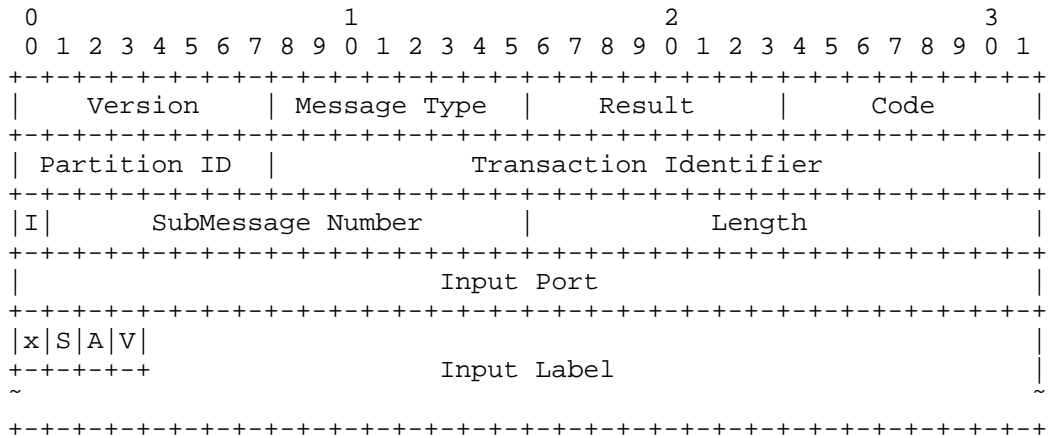 0                   1                   2                   3
 0 1 2 3 4 5 6 7 8 9 0 1 2 3 4 5 6 7 8 9 0 1 2 3 4 5 6 7 8 9 0 1
+-+-+-+-+-+-+-+-+-+-+-+-+-+-+-+-+-+-+-+-+-+-+-+-+-+-+-+-+-+-+-+-+
|    Version    | Message Type  |    Result     |     Code      |
+-+-+-+-+-+-+-+-+-+-+-+-+-+-+-+-+-+-+-+-+-+-+-+-+-+-+-+-+-+-+-+-+
| Partition ID  |            Transaction Identifier             |
+-+-+-+-+-+-+-+-+-+-+-+-+-+-+-+-+-+-+-+-+-+-+-+-+-+-+-+-+-+-+-+-+
|I|      SubMessage Number      |           Length              |
+-+-+-+-+-+-+-+-+-+-+-+-+-+-+-+-+-+-+-+-+-+-+-+-+-+-+-+-+-+-+-+-+
|                          Input Port                           |
+-+-+-+-+-+-+-+-+-+-+-+-+-+-+-+-+-+-+-+-+-+-+-+-+-+-+-+-+-+-+-+-+
|x|S|A|V|                                                       |
+-+-+-+-+                  Input Label                          |
~                                                               ~
+-+-+-+-+-+-+-+-+-+-+-+-+-+-+-+-+-+-+-+-+-+-+-+-+-+-+-+-+-+-+-+-+